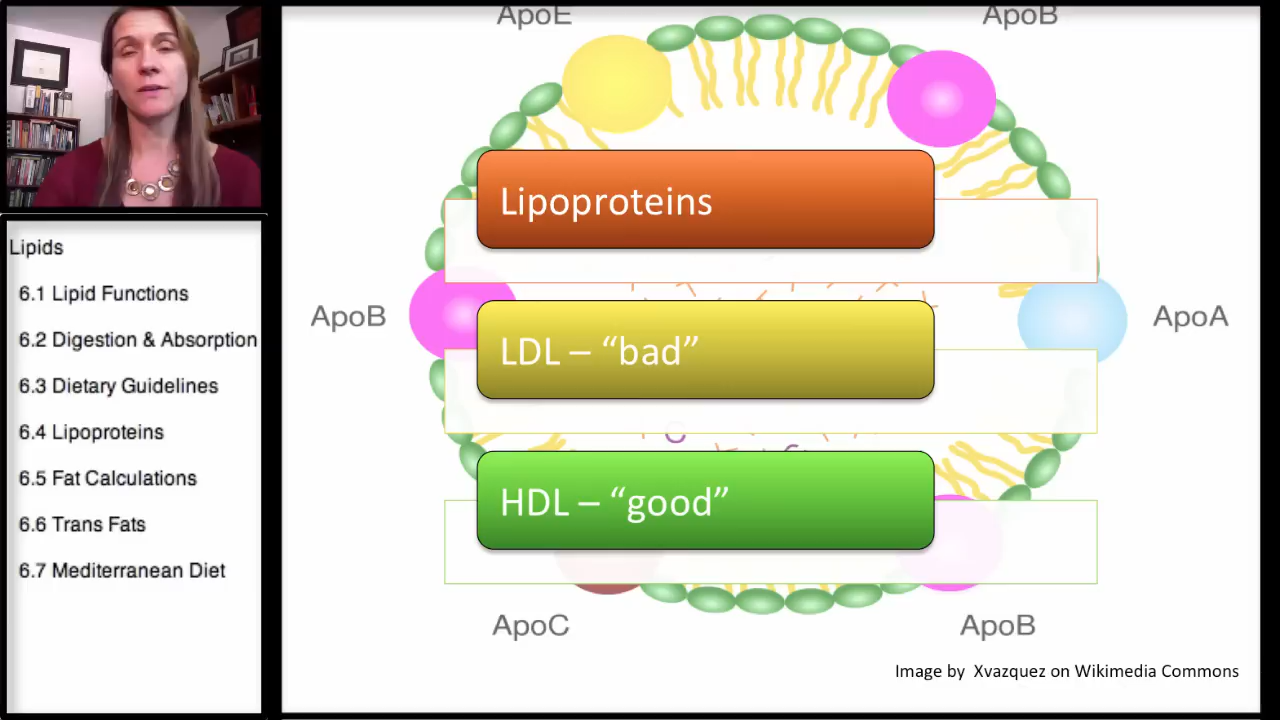 Lipids
6.1 Lipid Functions
6.2 Digestion & Absorption
6.3 Dietary Guidelines
6.4 Lipoproteins
6.5 Fat Calculations
6.6 Trans Fats
6.7 Mediterranean Diet
ApoE
ApoB
Lipoproteins
ApoB
ApoA
LDL – “bad”
HDL – “good”
ApoC
ApoB
Image by Xvazquez on Wikimedia Commons